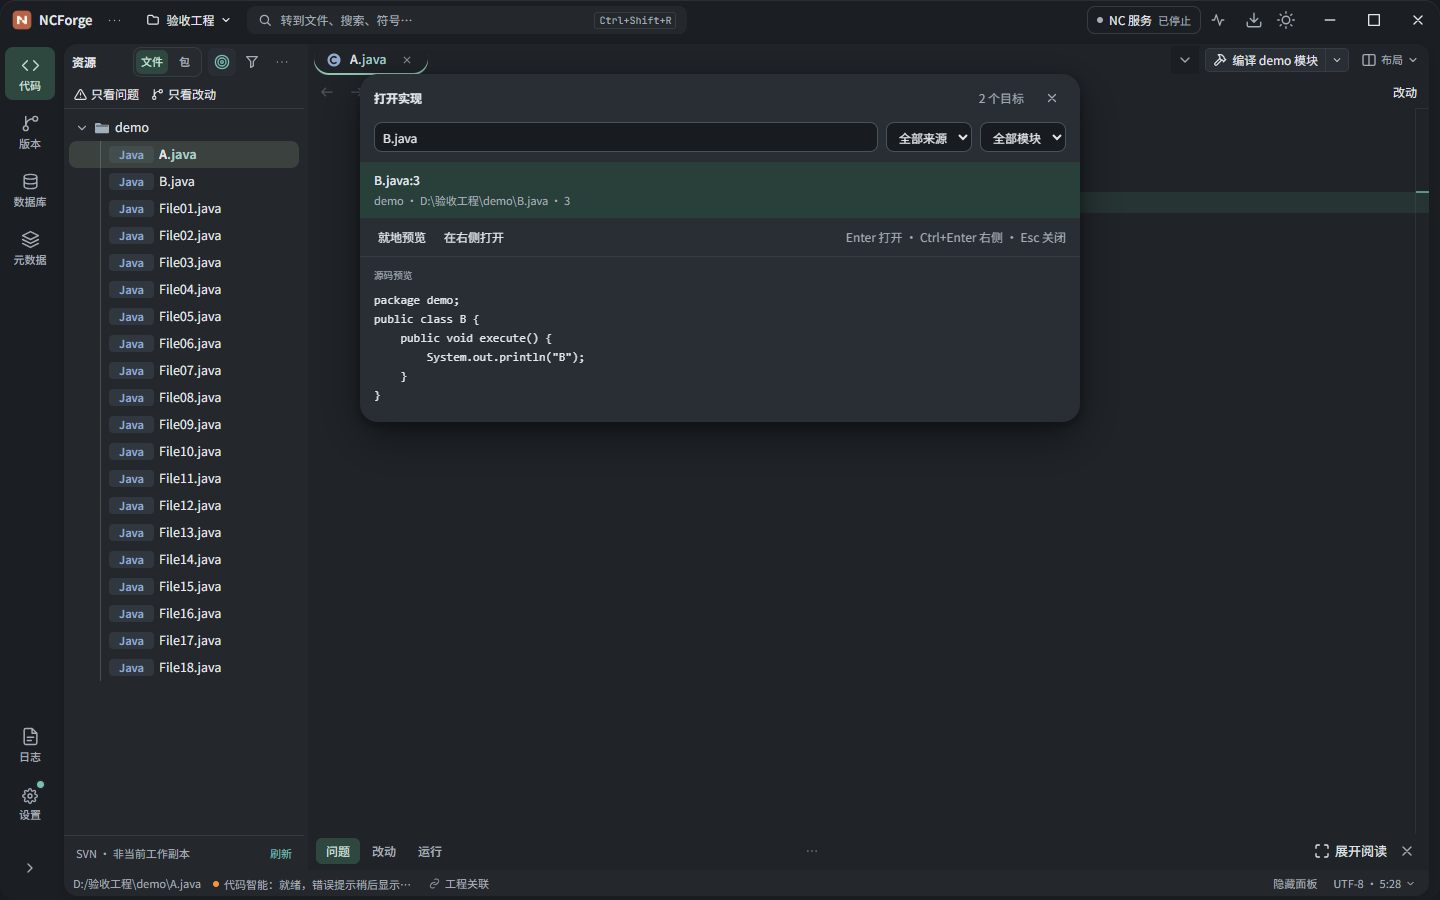 N NCForge ··· 验收工程 转到文件、搜索、符号··· Ctrl+Shift+R NC 服务 已停止
代码
版本
数据库
元数据
日志
设置
资源 文件 包 ···
只看问题 只看改动
demo
Java A.java
Java B.java
Java File01.java
Java File02.java
Java File03.java
Java File04.java
Java File05.java
Java File06.java
Java File07.java
Java File08.java
Java File09.java
Java File10.java
Java File11.java
Java File12.java
Java File13.java
Java File14.java
Java File15.java
Java File16.java
Java File17.java
Java File18.java
SVN • 非当前工作副本 刷新
C A.java 编译 demo 模块 布局
改动
打开实现 2 个目标
B.java 全部来源 全部模块
B.java:3
demo • D:\验收工程\demo\B.java • 3
就地预览 在右侧打开 Enter 打开 • Ctrl+Enter 右侧 • Esc 关闭
源码预览
package demo;
public class B {
    public void execute() {
        System.out.println("B");
    }
}
问题 改动 运行 ··· 展开阅读
D:/验收工程\demo\A.java 代码智能：就绪，错误提示稍后显示··· 工程关联 隐藏面板 UTF-8 • 5:28